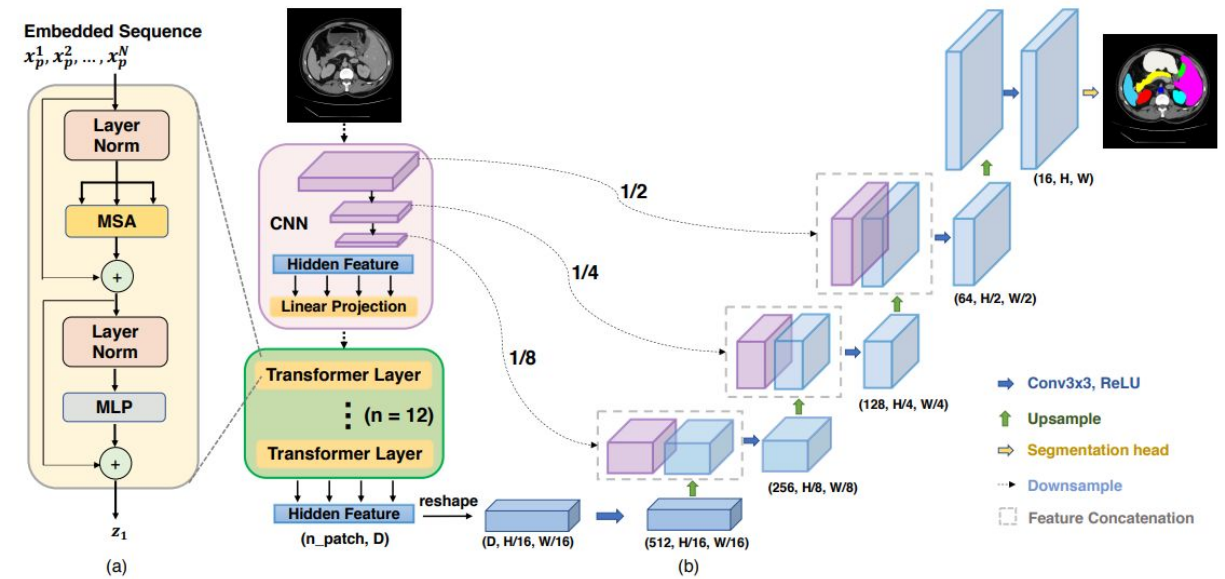 Embedded Sequence
x_p^1, x_p^2, ..., x_p^N
Layer
Norm
MSA
+
Layer
Norm
MLP
+
z_1
(a)
CNN
Hidden Feature
Linear Projection
Transformer Layer
(n = 12)
Transformer Layer
Hidden Feature
(n_patch, D)
reshape
(D, H/16, W/16)
(512, H/16, W/16)
(b)
1/2
1/4
1/8
(256, H/8, W/8)
(128, H/4, W/4)
(64, H/2, W/2)
(16, H, W)
Conv3x3, ReLU
Upsample
Segmentation head
Downsample
Feature Concatenation